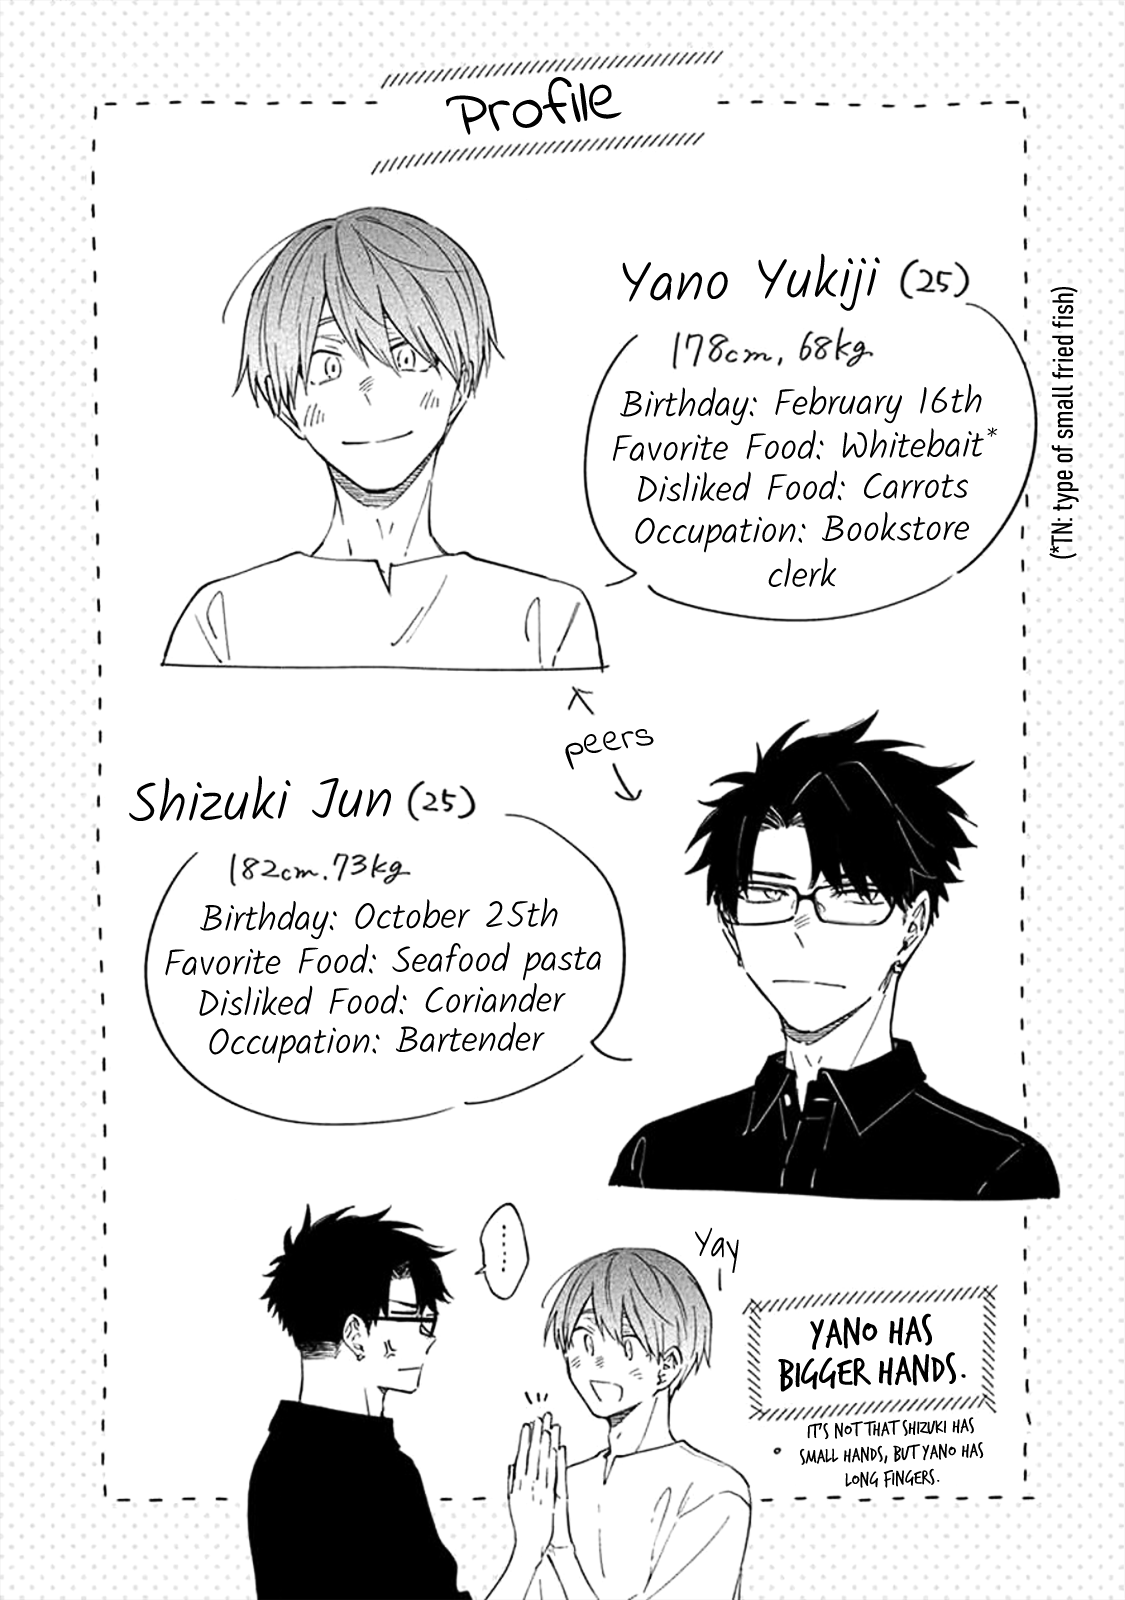 Profile
Yano Yukiji (25)
178cm, 68kg
Birthday: February 16th
Favorite Food: Whitebait*
Disliked Food: Carrots
Occupation: Bookstore
clerk
(*TN: type of small fried fish)
peers
Shizuki Jun (25)
182cm. 73kg
Birthday: October 25th
Favorite Food: Seafood pasta
Disliked Food: Coriander
Occupation: Bartender
......
Yay
YANO HAS
BIGGER HANDS.
IT'S NOT THAT SHIZUKI HAS
SMALL HANDS, BUT YANO HAS
LONG FINGERS.